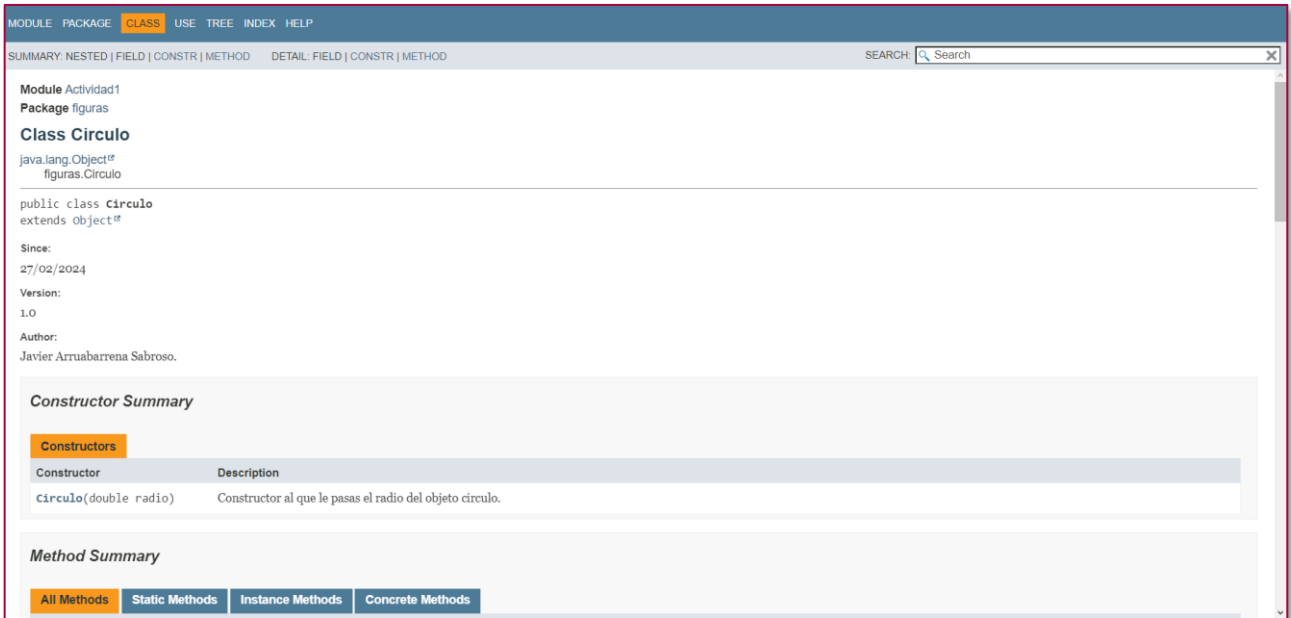 MODULE PACKAGE CLASS USE TREE INDEX HELP
SUMMARY: NESTED | FIELD | CONSTR | METHOD DETAIL: FIELD | CONSTR | METHOD SEARCH: Search
Module Actividad1
Package figuras
Class Circulo
java.lang.Object
figuras.Circulo
public class Circulo
extends Object
Since:
27/02/2024
Version:
1.0
Author:
Javier Arruabarrena Sabroso.
Constructor Summary
Constructors
Constructor Description
Circulo(double radio) Constructor al que le pasas el radio del objeto circulo.
Method Summary
All Methods Static Methods Instance Methods Concrete Methods